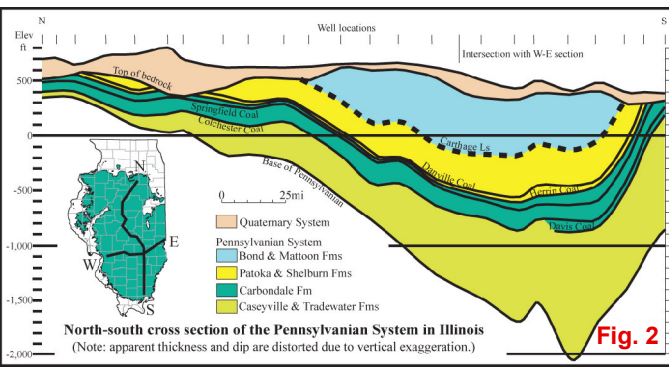 N
Well locations
S
Elev
ft
Intersection with W-E section
Top of bedrock
500
Springfield Coal
Colchester Coal
0
Carthage Ls
Danville Coal
Herrin Coal
Base of Pennsylvanian
0 25mi
-500
Davis Coal
N
E
W
S
Quaternary System
Pennsylvanian System
Bond & Mattoon Fms
Patoka & Shelburn Fms
Carbondale Fm
Caseyville & Tradewater Fms
-1,000
-1,500
North-south cross section of the Pennsylvanian System in Illinois
(Note: apparent thickness and dip are distorted due to vertical exaggeration.)
Fig. 2
-2,000